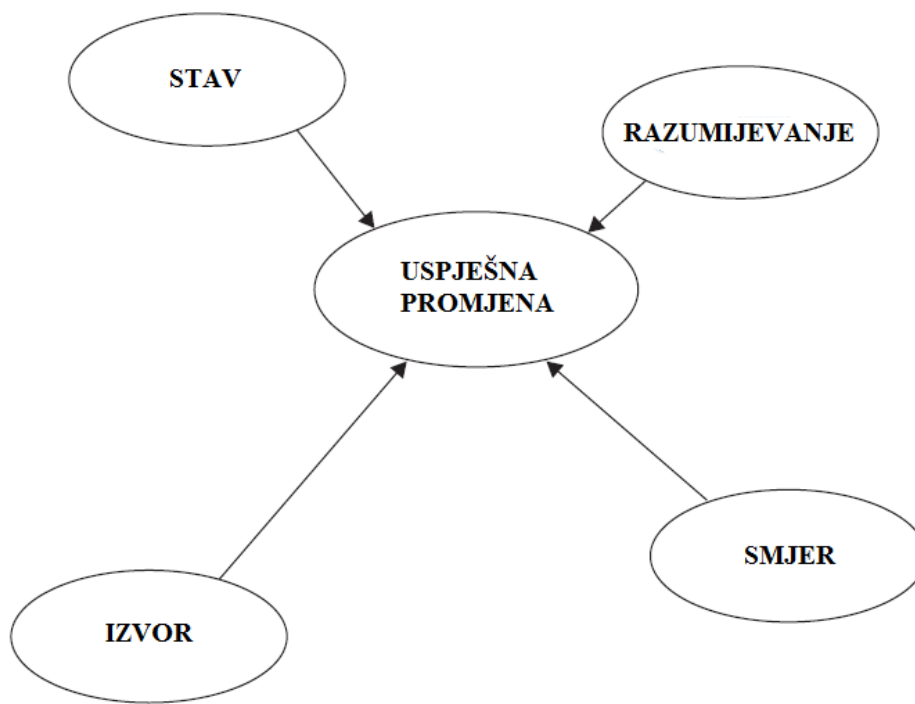 STAV
RAZUMIJEVANJE
USPJEŠNA
PROMJENA
SMJER
IZVOR